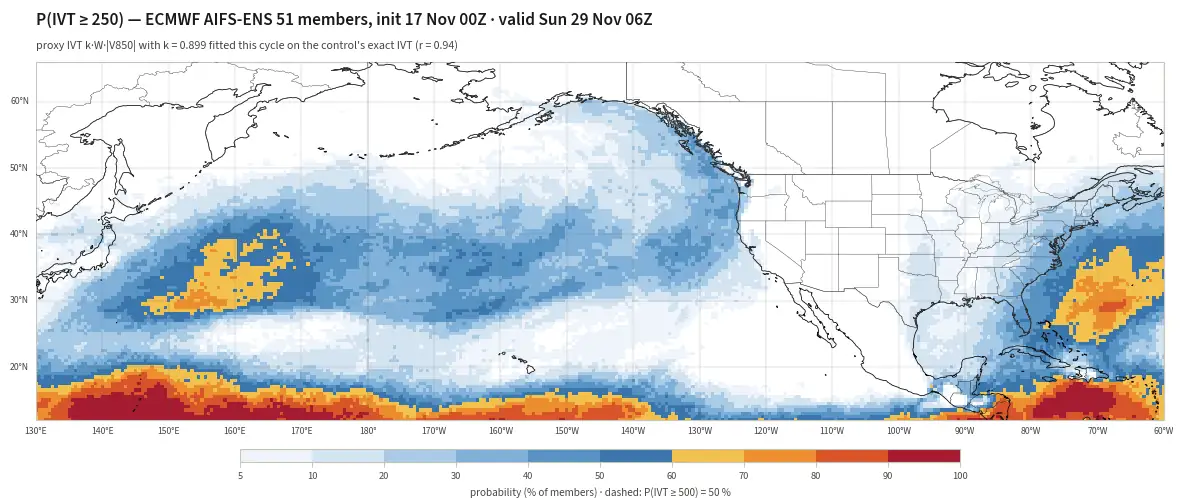 P(IVT ≥ 250) — ECMWF AIFS-ENS 51 members, init 17 Nov 00Z · valid Sun 29 Nov 06Z
proxy IVT k·W·|V850| with k = 0.899 fitted this cycle on the control's exact IVT (r = 0.94)
60°N
50°N
40°N
30°N
20°N
130°E 140°E 150°E 160°E 170°E 180° 170°W 160°W 150°W 140°W 130°W 120°W 110°W 100°W 90°W 80°W 70°W 60°W
5 10 20 30 40 50 60 70 80 90 100
probability (% of members) · dashed: P(IVT ≥ 500) = 50 %